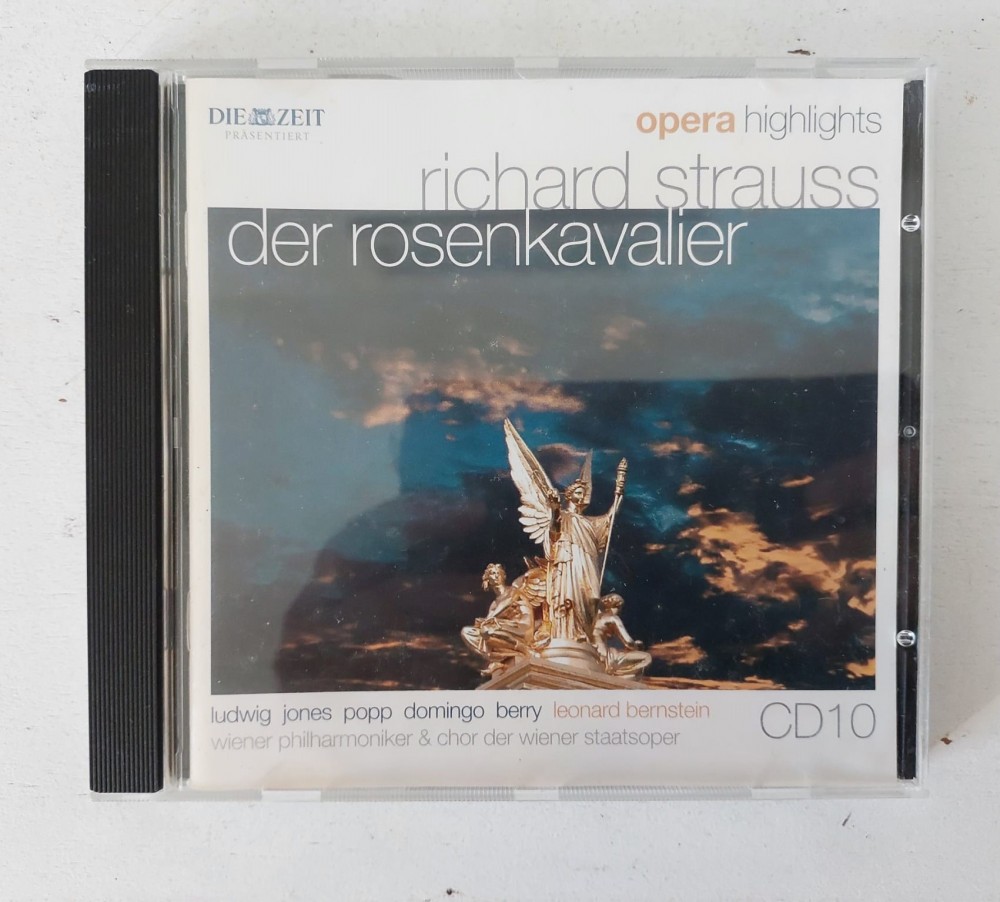 DIE ZEIT
PRÄSENTIERT
opera highlights
richard strauss
der rosenkavalier
ludwig jones popp domingo berry leonard bernstein
wiener philharmoniker & chor der wiener staatsoper
CD10